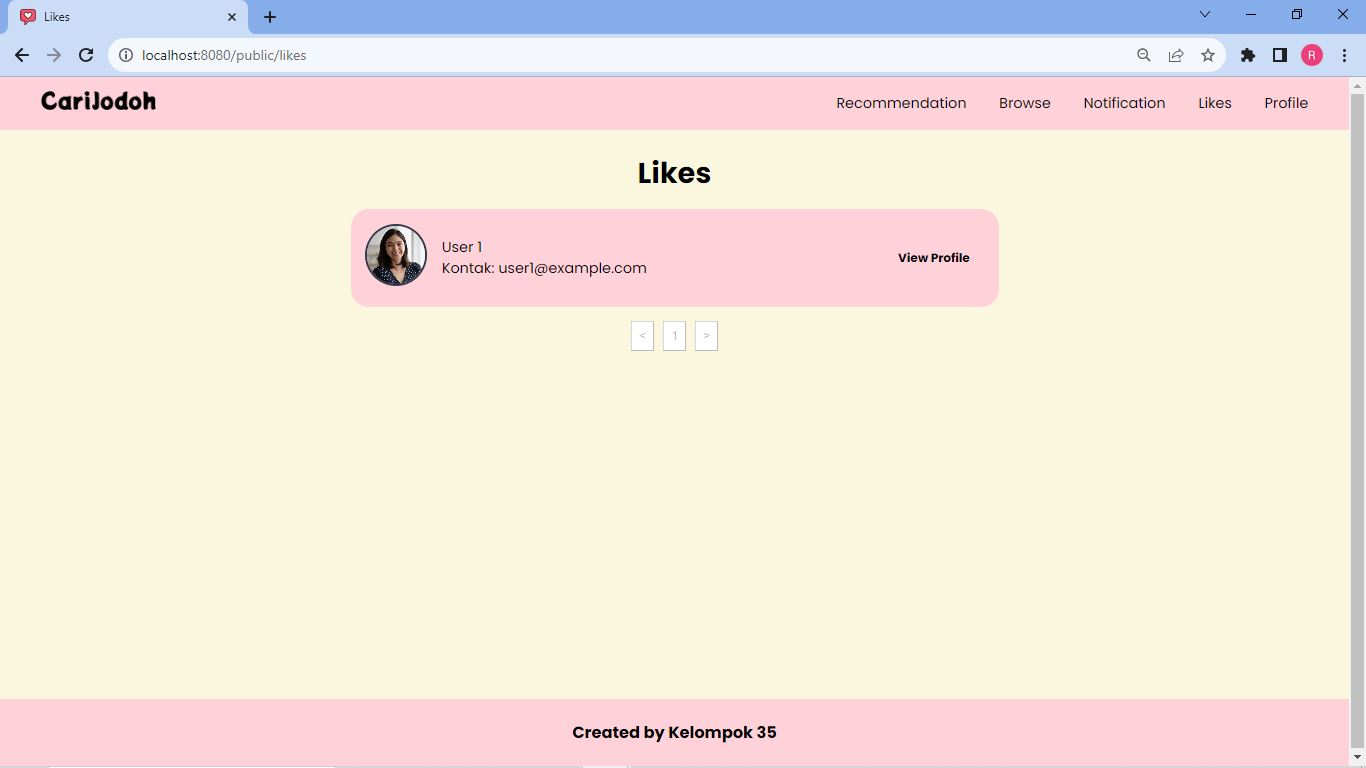 Likes
localhost:8080/public/likes
R
CariJodoh
Recommendation Browse Notification Likes Profile
Likes
User 1
Kontak: user1@example.com
View Profile
< 1 >
Created by Kelompok 35